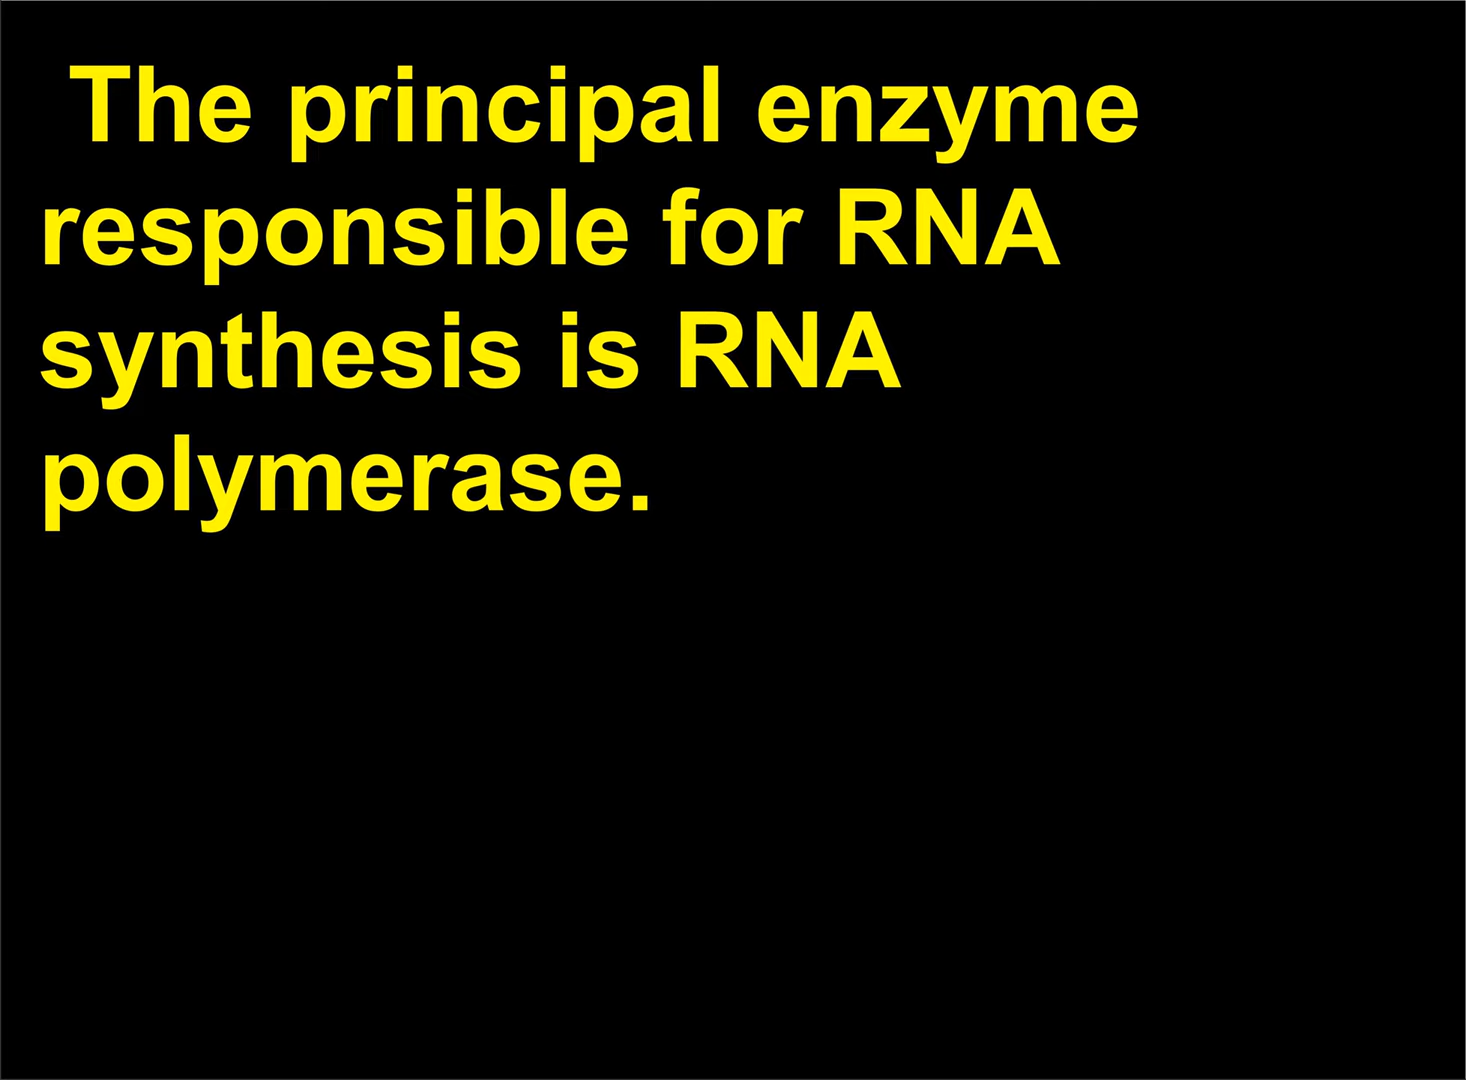 The principal enzyme
responsible for RNA
synthesis is RNA
polymerase.